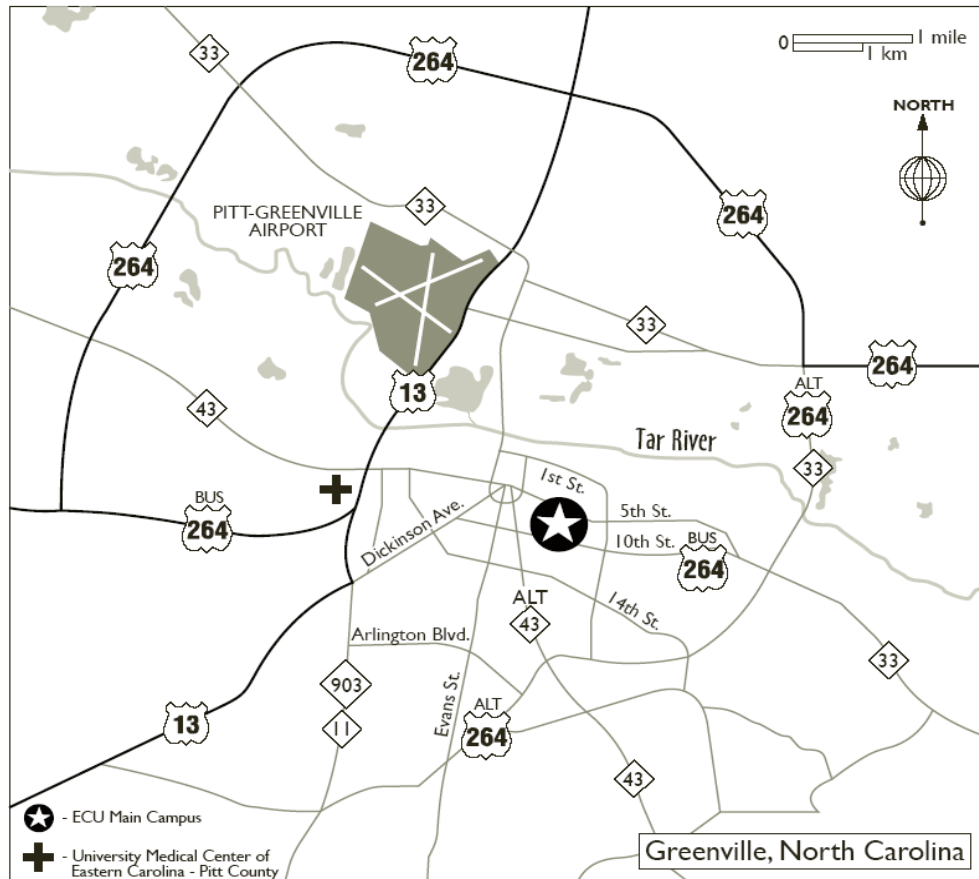 33
264
0 1 mile
1 km
NORTH
33
264
PITT-GREENVILLE
AIRPORT
264
33
264
13
ALT
264
43
Tar River
33
1st St.
BUS
264
5th St.
Dickinson Ave.
10th St.
BUS
264
ALT
43
14th St.
Arlington Blvd.
33
903
Evans St.
ALT
264
13
11
43
- ECU Main Campus
- University Medical Center of
Eastern Carolina - Pitt County
Greenville, North Carolina